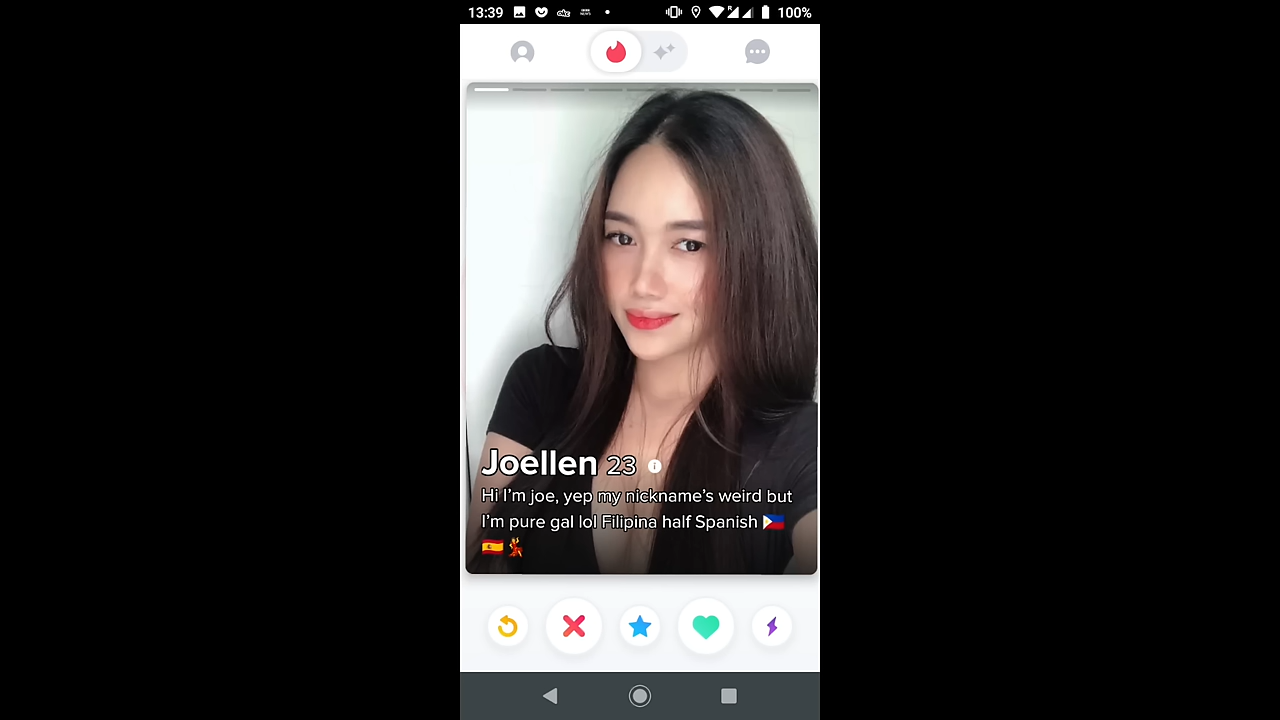 13:39
100%
Joellen 23
Hi I'm joe, yep my nickname's weird but
I'm pure gal lol Filipina half Spanish 🇵🇭
🇪🇸💃